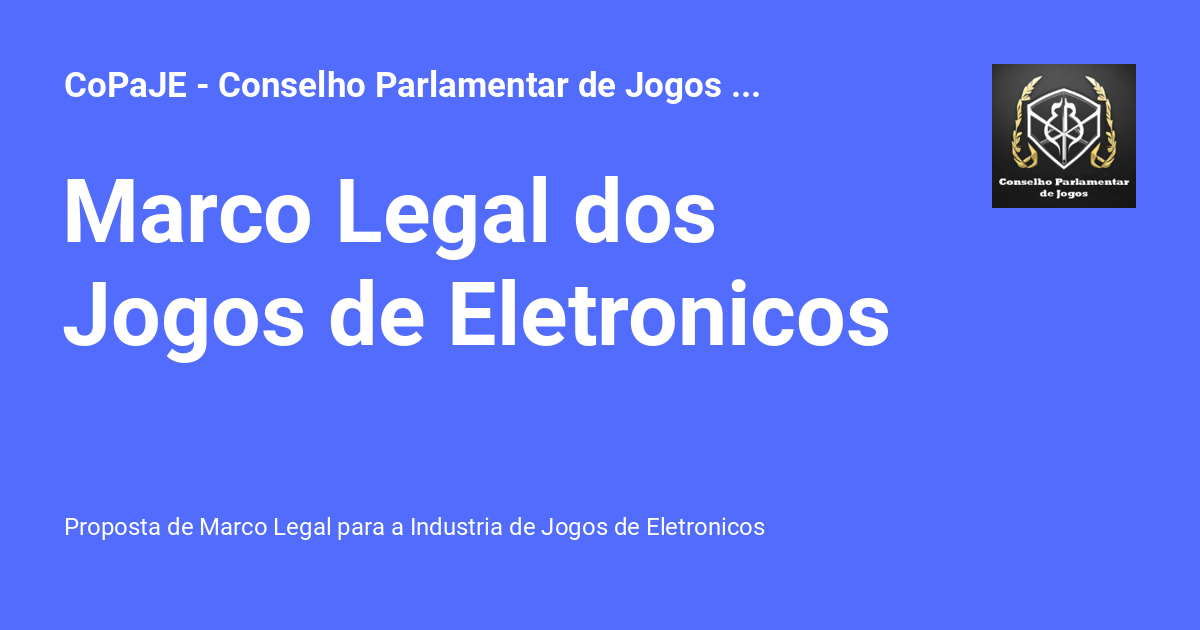 CoPaJE - Conselho Parlamentar de Jogos ...
Conselho Parlamentar
de Jogos
Marco Legal dos
Jogos de Eletronicos
Proposta de Marco Legal para a Industria de Jogos de Eletronicos